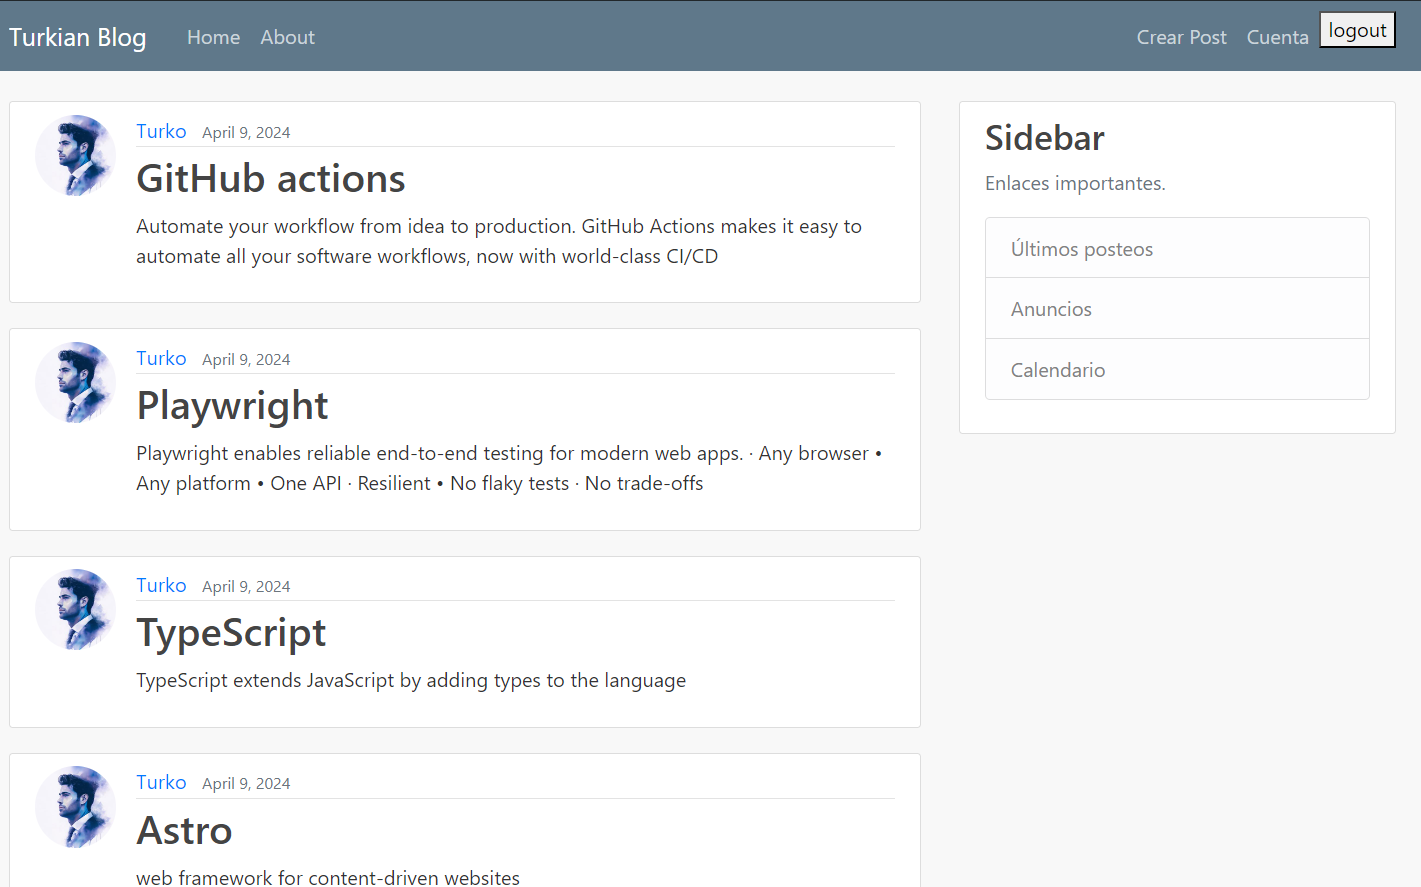 Turkian Blog Home About Crear Post Cuenta logout
Turko April 9, 2024
GitHub actions
Automate your workflow from idea to production. GitHub Actions makes it easy to
automate all your software workflows, now with world-class CI/CD
Turko April 9, 2024
Playwright
Playwright enables reliable end-to-end testing for modern web apps. · Any browser •
Any platform • One API · Resilient • No flaky tests · No trade-offs
Turko April 9, 2024
TypeScript
TypeScript extends JavaScript by adding types to the language
Turko April 9, 2024
Astro
web framework for content-driven websites
Sidebar
Enlaces importantes.
Últimos posteos
Anuncios
Calendario